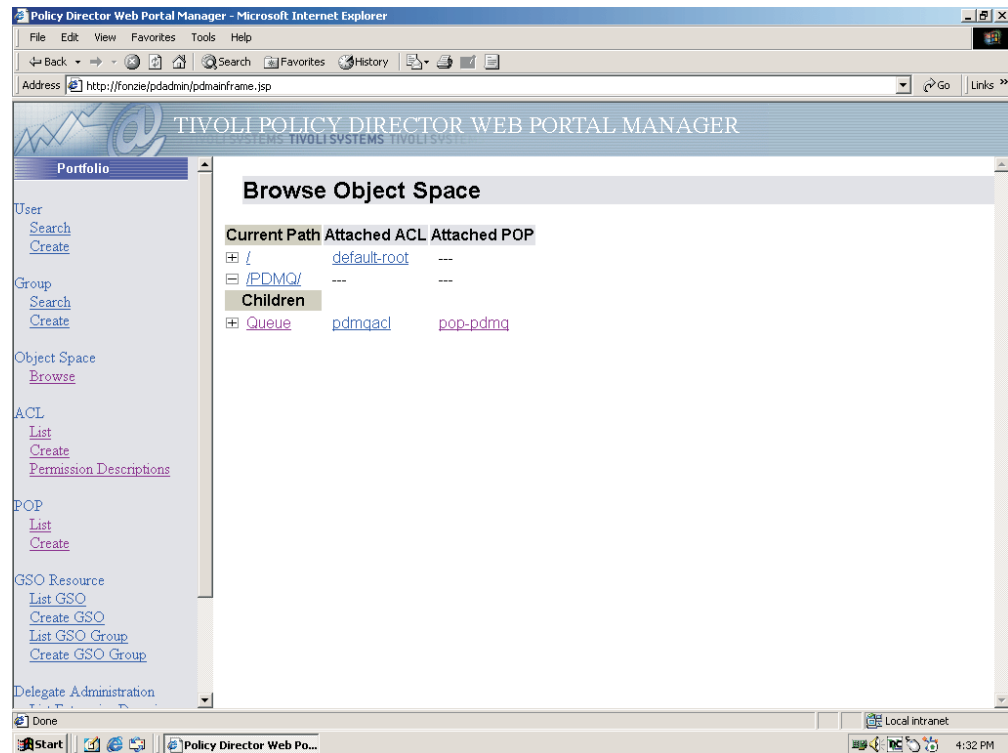 Policy Director Web Portal Manager - Microsoft Internet Explorer
File Edit View Favorites Tools Help
Back Search Favorites History
Address http://fonzie/pdadmin/pdmainframe.jsp Go Links »
TIVOLI POLICY DIRECTOR WEB PORTAL MANAGER
TIVOLI SYSTEMS TIVOLI SYSTEMS TIVOLI SYSTEMS
Portfolio
User
Search
Create
Group
Search
Create
Object Space
Browse
ACL
List
Create
Permission Descriptions
POP
List
Create
GSO Resource
List GSO
Create GSO
List GSO Group
Create GSO Group
Delegate Administration
Browse Object Space
Current Path Attached ACL Attached POP
/ default-root ---
/PDMQ/ --- ---
Children
Queue pdmqacl pop-pdmq
Done Local intranet
Start Policy Director Web Po... 4:32 PM